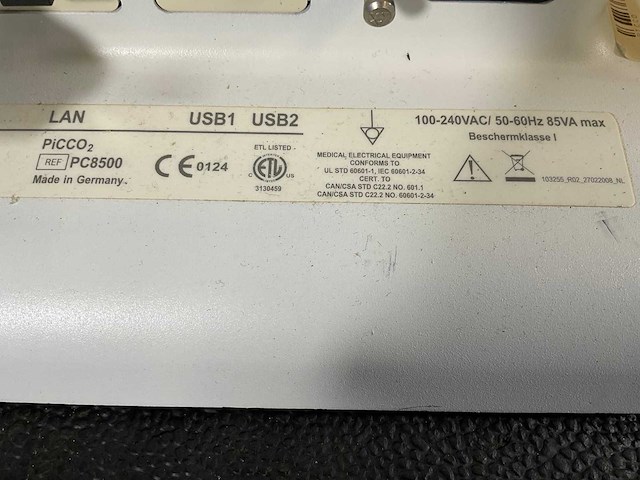 LAN USB1 USB2
PiCCO2
REF PC8500
Made in Germany
CE 0124
ETL LISTED
C ETL US
3130459
MEDICAL ELECTRICAL EQUIPMENT
CONFORMS TO
UL STD 60601-1, IEC 60601-2-34
CERT. TO
CAN/CSA STD C22.2 NO. 601.1
CAN/CSA STD C22.2 NO. 60601-2-34
100-240VAC/ 50-60Hz 85VA max
Beschermklasse I
103255_R02_27022008_NL